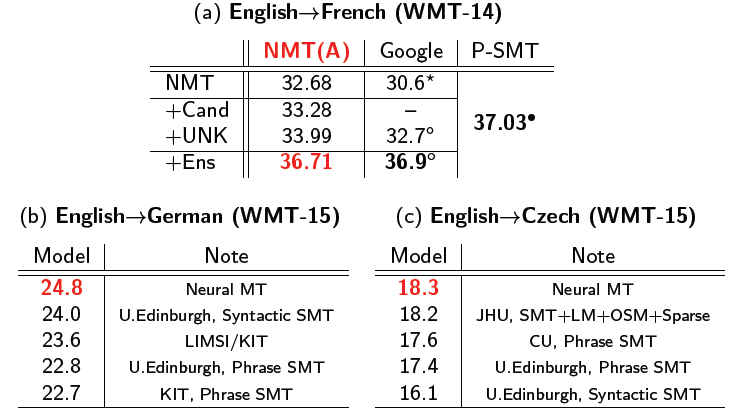 (a) English→French (WMT-14)
NMT(A) Google P-SMT
NMT 32.68 30.6*
+Cand 33.28 –
37.03•
+UNK 33.99 32.7°
+Ens 36.71 36.9°
(b) English→German (WMT-15)
Model Note
24.8 Neural MT
24.0 U.Edinburgh, Syntactic SMT
23.6 LIMSI/KIT
22.8 U.Edinburgh, Phrase SMT
22.7 KIT, Phrase SMT
(c) English→Czech (WMT-15)
Model Note
18.3 Neural MT
18.2 JHU, SMT+LM+OSM+Sparse
17.6 CU, Phrase SMT
17.4 U.Edinburgh, Phrase SMT
16.1 U.Edinburgh, Syntactic SMT